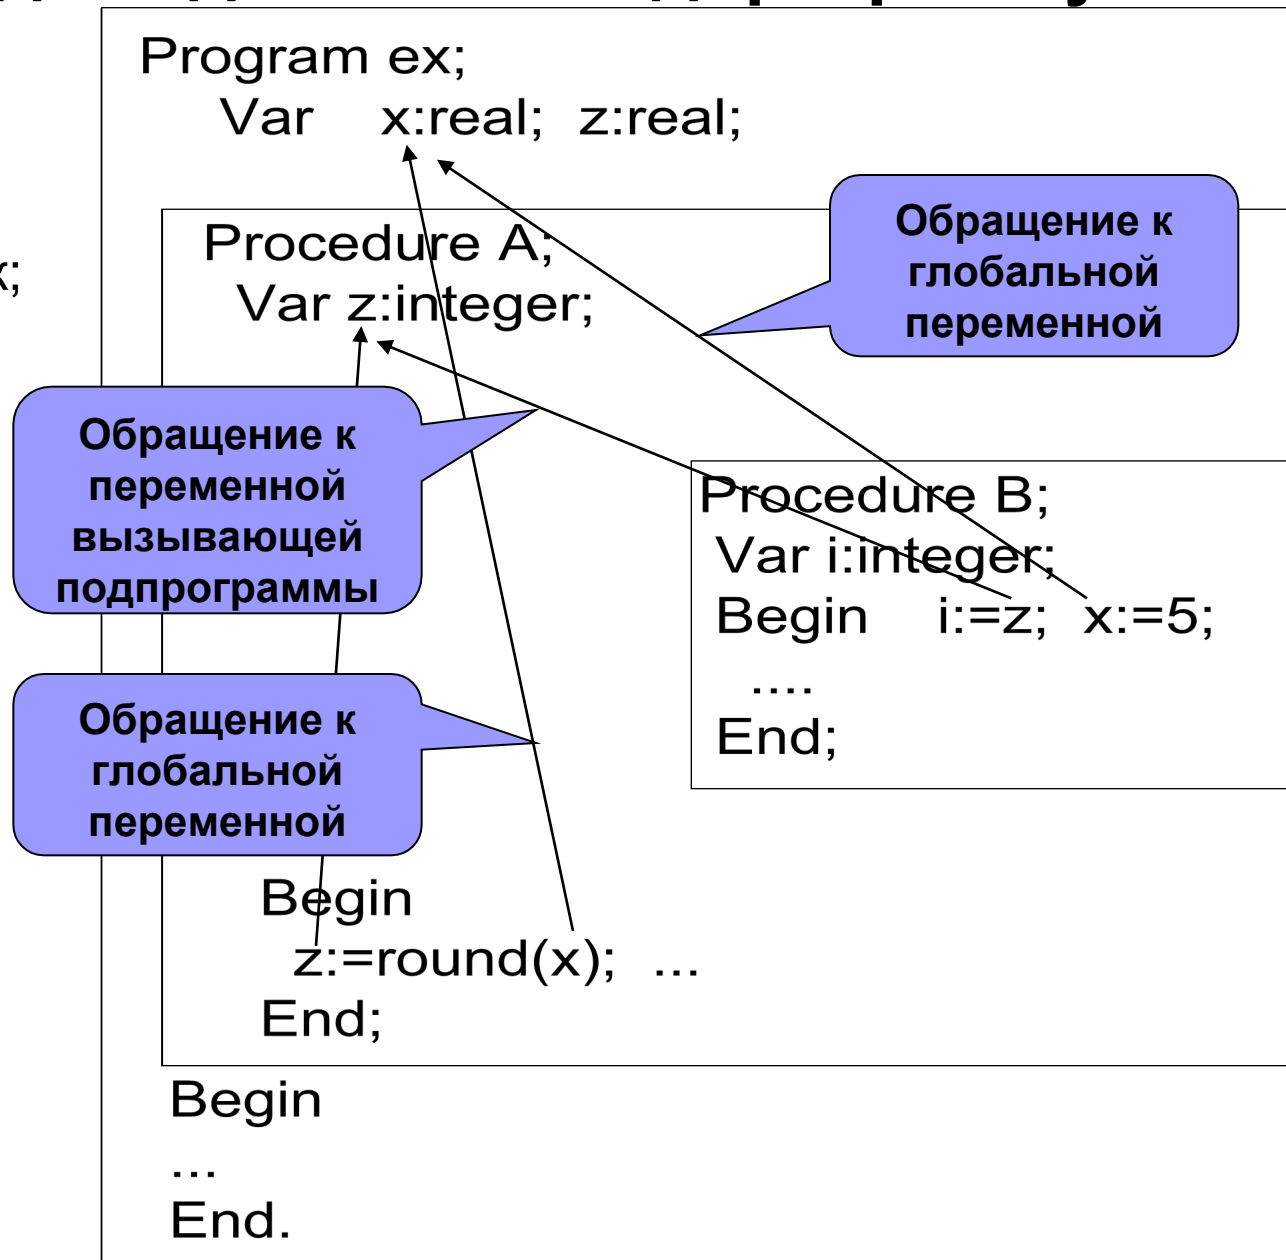 Program ex;
Var x:real; z:real;
Procedure A;
Var z:integer;
Обращение к
глобальной
переменной
Обращение к
переменной
вызывающей
подпрограммы
Procedure B;
Var i:integer;
Begin i:=z; x:=5;
....
End;
Обращение к
глобальной
переменной
Begin
z:=round(x); ...
End;
Begin
...
End.